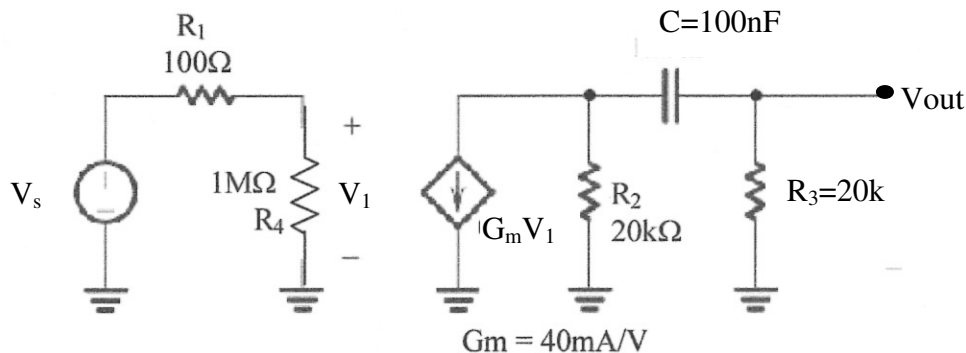 C=100nF
R1
100Ω
Vout
+
Vs
1MΩ
R4
V1
GmV1
R2
20kΩ
R3=20k
−
Gm = 40mA/V